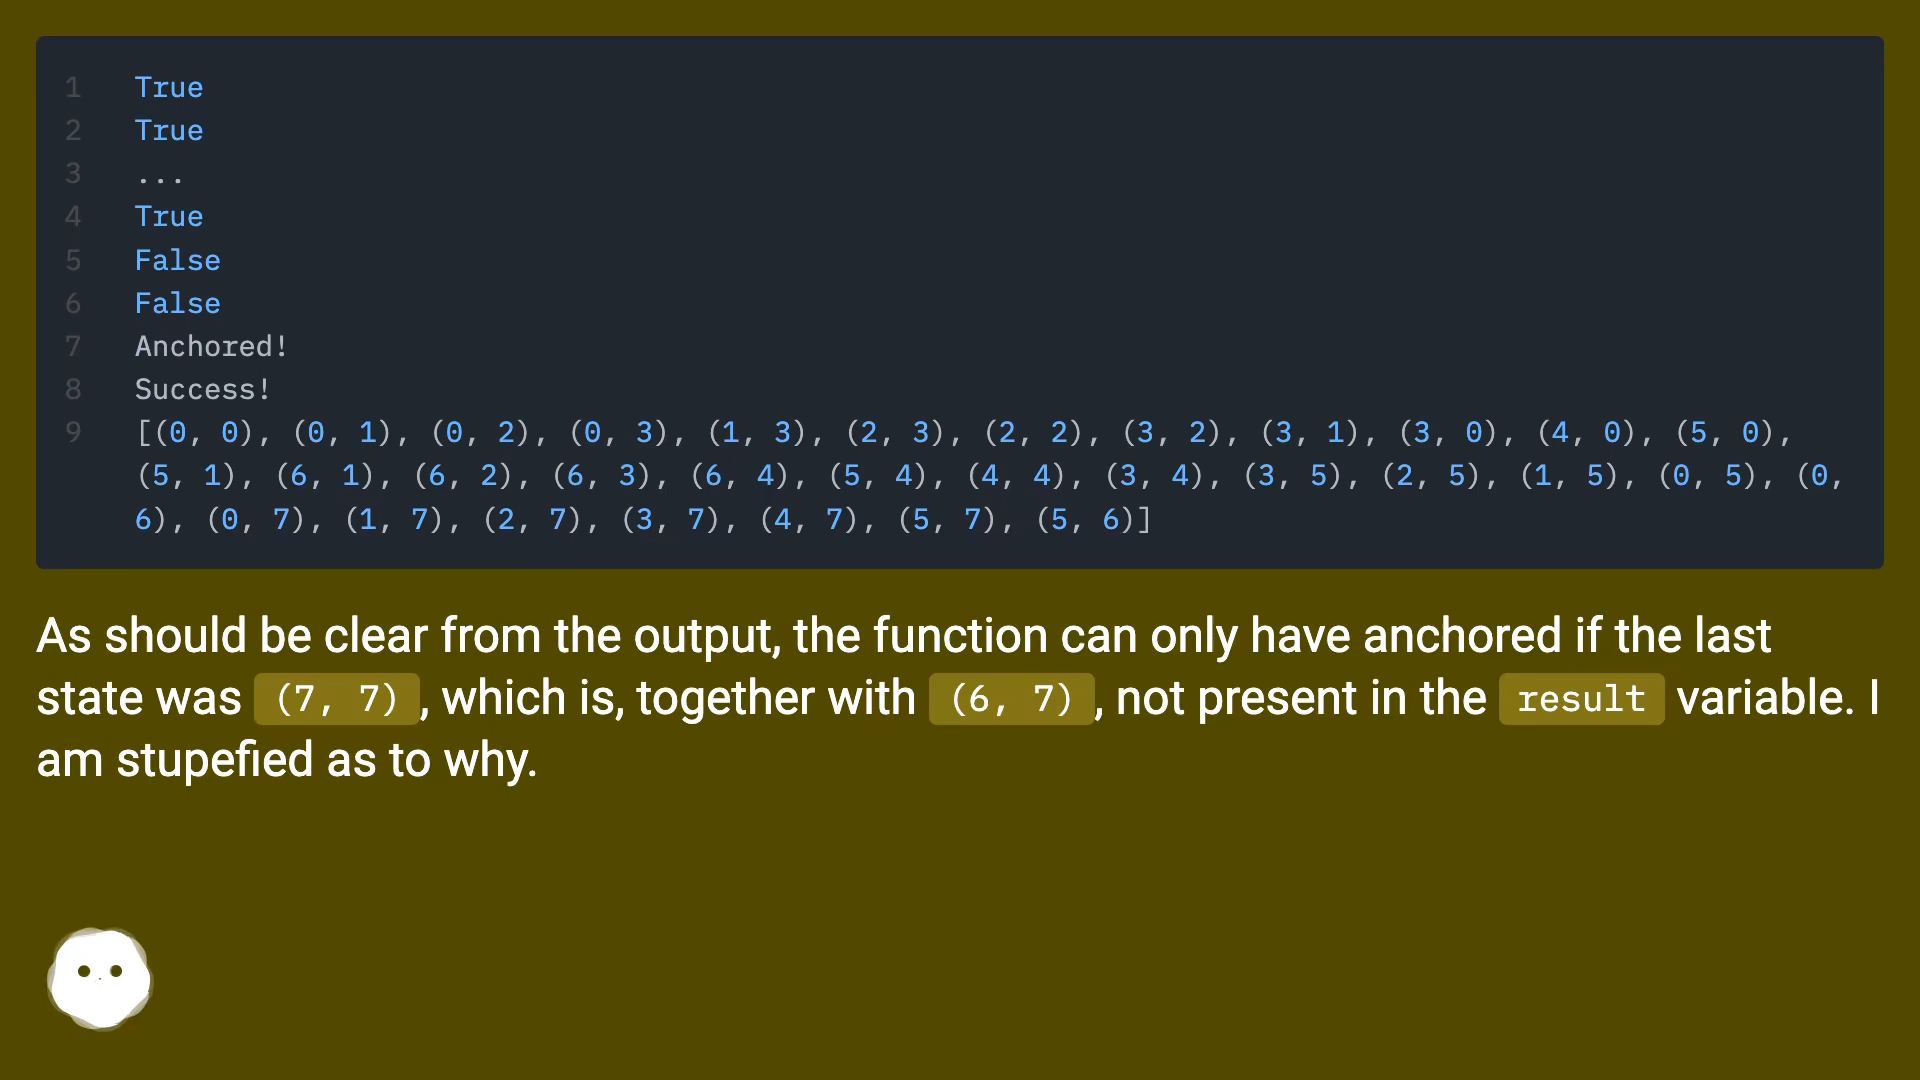 1 True
2 True
3 ...
4 True
5 False
6 False
7 Anchored!
8 Success!
9 [(0, 0), (0, 1), (0, 2), (0, 3), (1, 3), (2, 3), (2, 2), (3, 2), (3, 1), (3, 0), (4, 0), (5, 0),
(5, 1), (6, 1), (6, 2), (6, 3), (6, 4), (5, 4), (4, 4), (3, 4), (3, 5), (2, 5), (1, 5), (0, 5), (0,
6), (0, 7), (1, 7), (2, 7), (3, 7), (4, 7), (5, 7), (5, 6)]
As should be clear from the output, the function can only have anchored if the last
state was (7, 7), which is, together with (6, 7), not present in the result variable. I
am stupefied as to why.